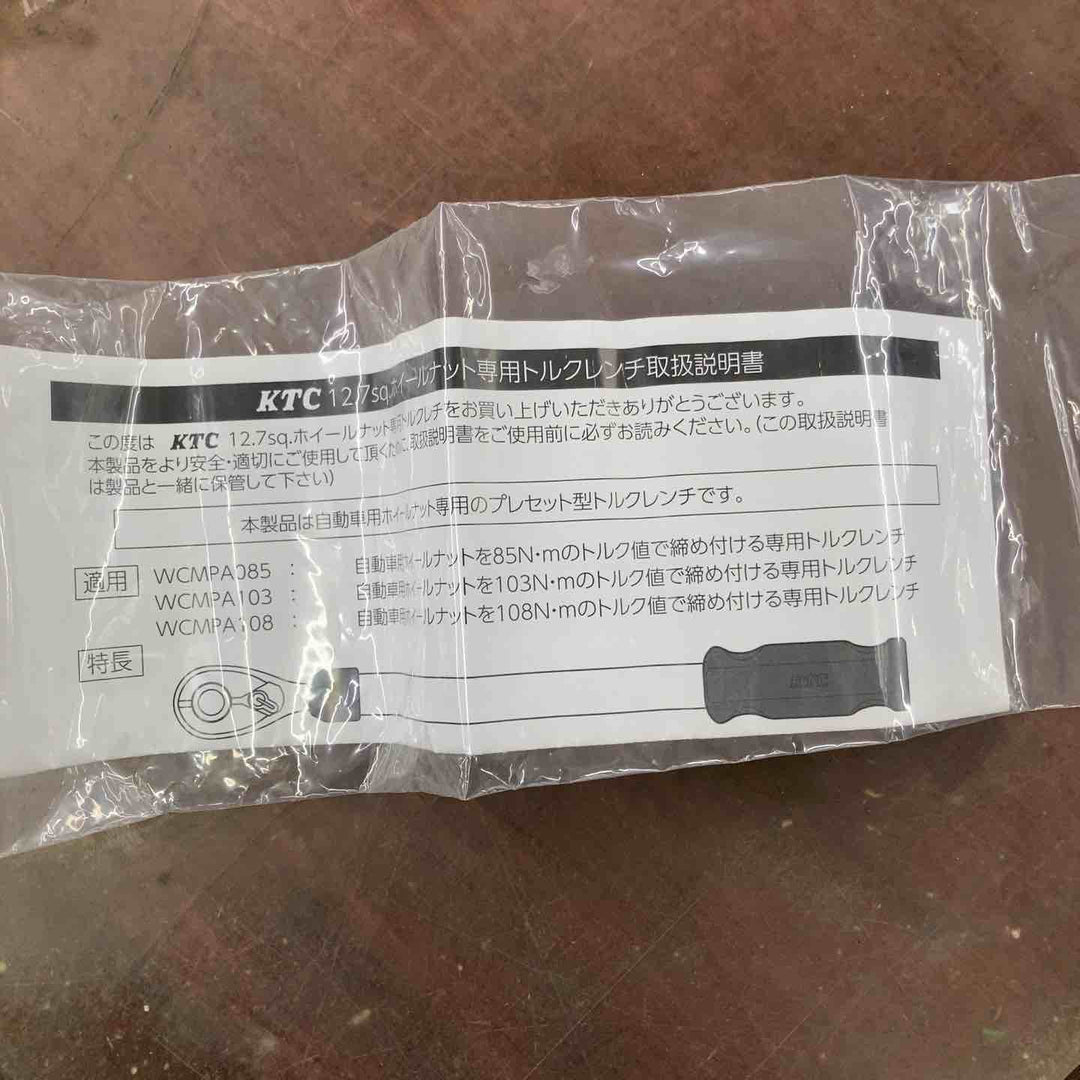 KTC 12.7sq.ホイールナット専用トルクレンチ取扱説明書
この度は KTC 12.7sq.ホイールナット専用トルクレチをお買い上げいただきありがとうございます。
本製品をより安全・適切にご使用して頂くために取扱説明書をご使用前に必ずお読みください。(この取扱説明書
は製品と一緒に保管して下さい)
本製品は自動車用ホイールナット専用のプレセット型トルクレンチです。
適用 WCMPA085 : 自動車用ホイールナットを85N・mのトルク値で締め付ける専用トルクレンチ
WCMPA103 : 自動車用ホイールナットを103N・mのトルク値で締め付ける専用トルクレンチ
WCMPA108 : 自動車用ホイールナットを108N・mのトルク値で締め付ける専用トルクレンチ
特長
KTC